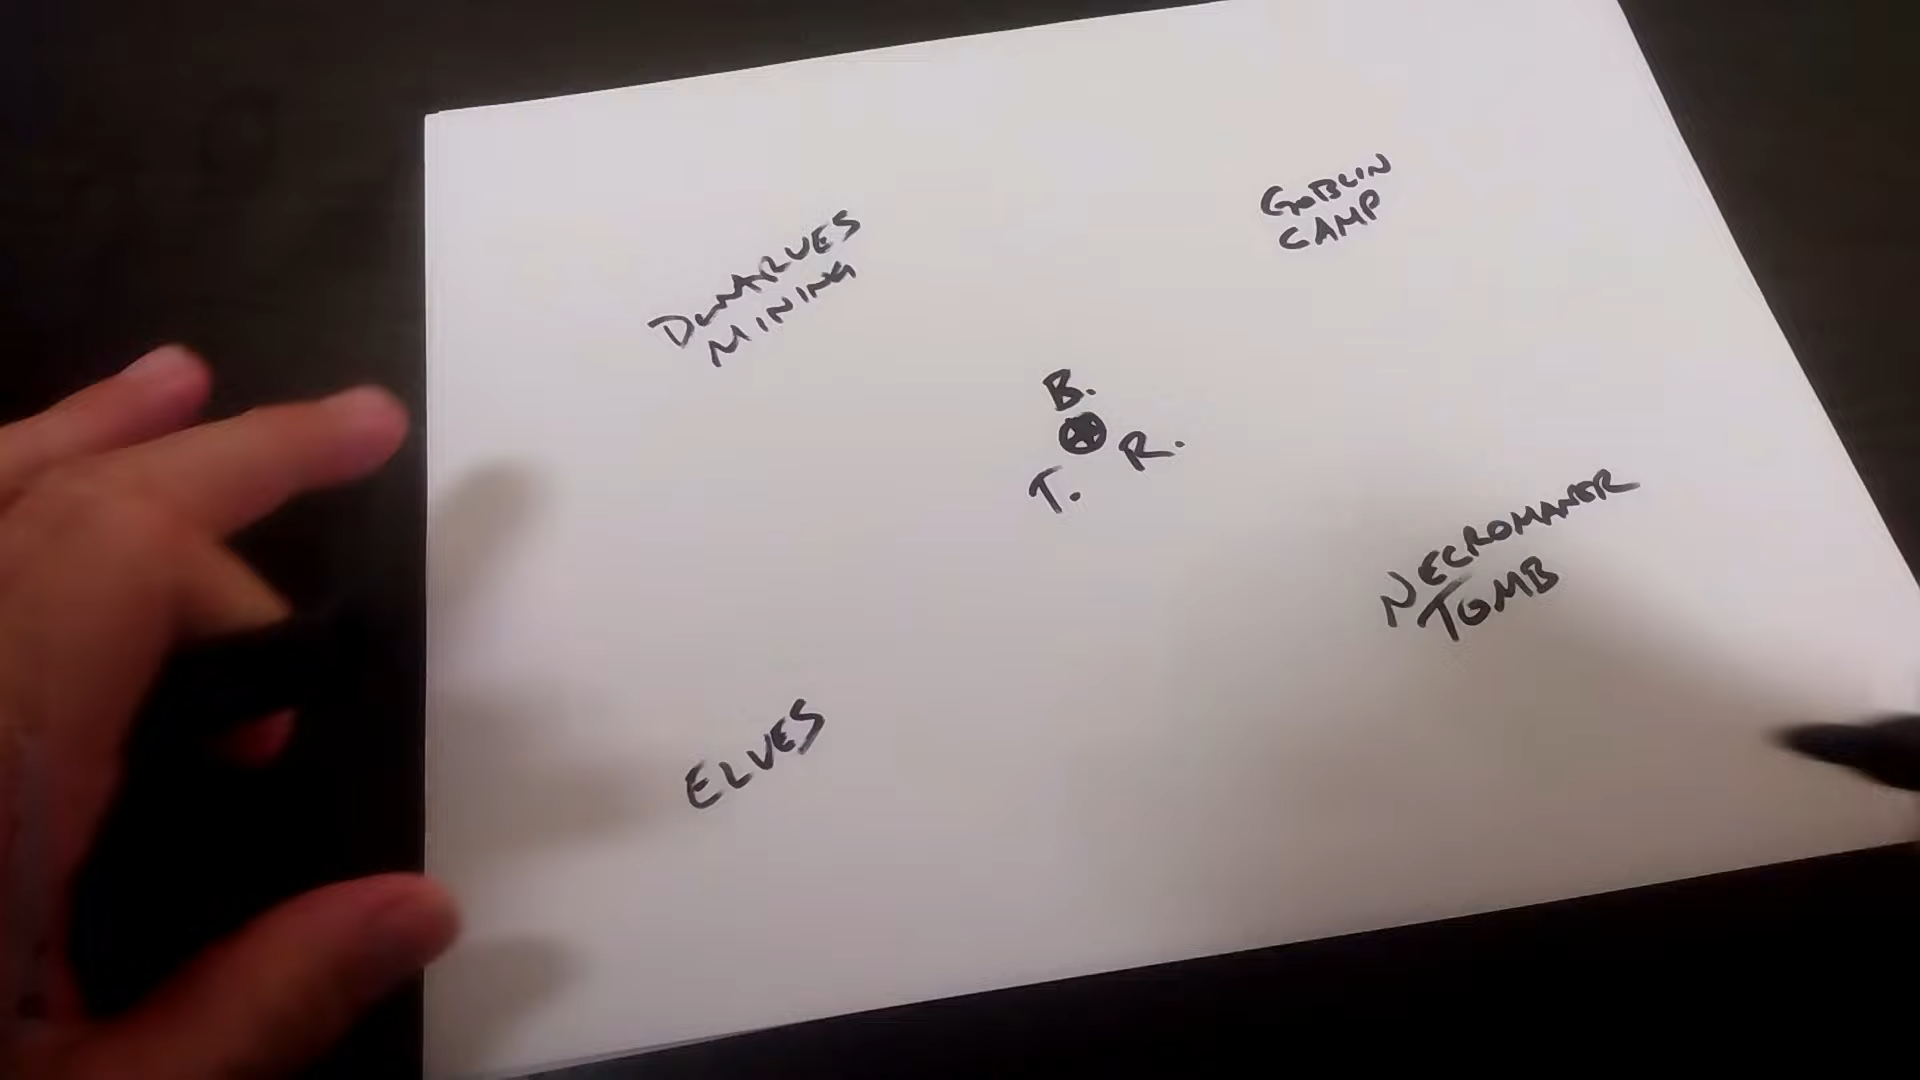 DWARVES
MINING
GOBLIN
CAMP
B.
R.
T.
NECROMANER
TOMB
ELVES